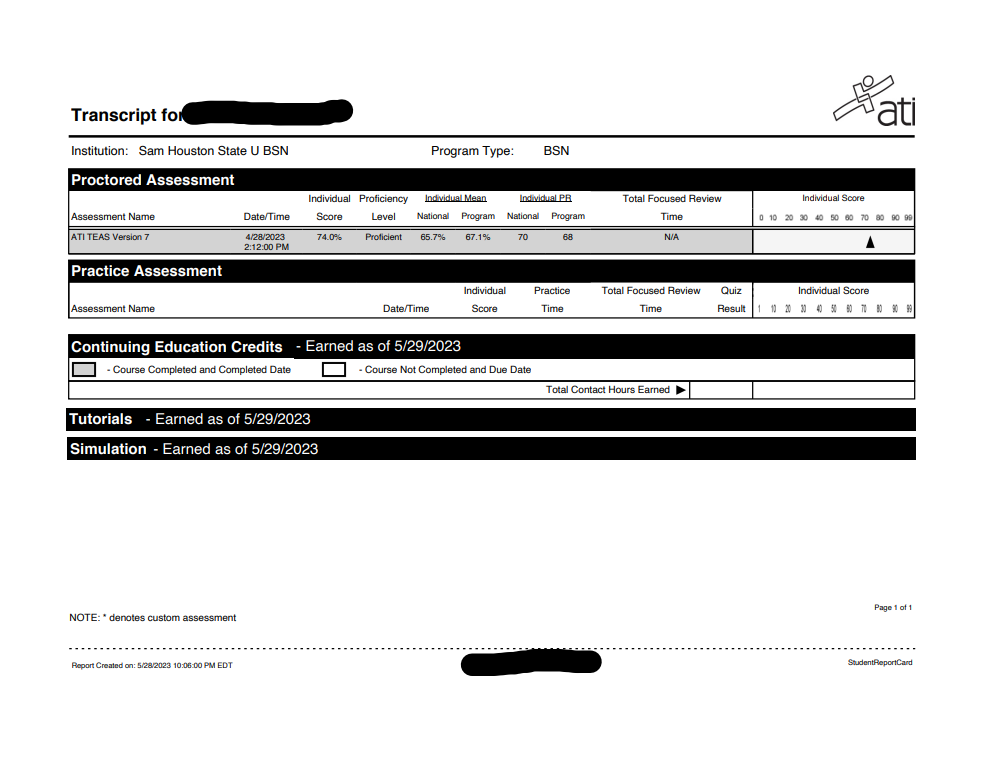 Transcript for
ati
Institution: Sam Houston State U BSN Program Type: BSN
Proctored Assessment
Individual Proficiency Individual Mean Individual PR Total Focused Review Individual Score
Assessment Name Date/Time Score Level National Program National Program Time 0 10 20 30 40 50 60 70 80 90 99
ATI TEAS Version 7 4/28/2023 74.0% Proficient 65.7% 67.1% 70 68 N/A
2:12:00 PM
Practice Assessment
Individual Practice Total Focused Review Quiz Individual Score
Assessment Name Date/Time Score Time Time Result 1 10 20 30 40 50 60 70 80 90 99
Continuing Education Credits - Earned as of 5/29/2023
- Course Completed and Completed Date - Course Not Completed and Due Date
Total Contact Hours Earned ▶
Tutorials - Earned as of 5/29/2023
Simulation - Earned as of 5/29/2023
Page 1 of 1
NOTE: * denotes custom assessment
Report Created on: 5/28/2023 10:06:00 PM EDT StudentReportCard